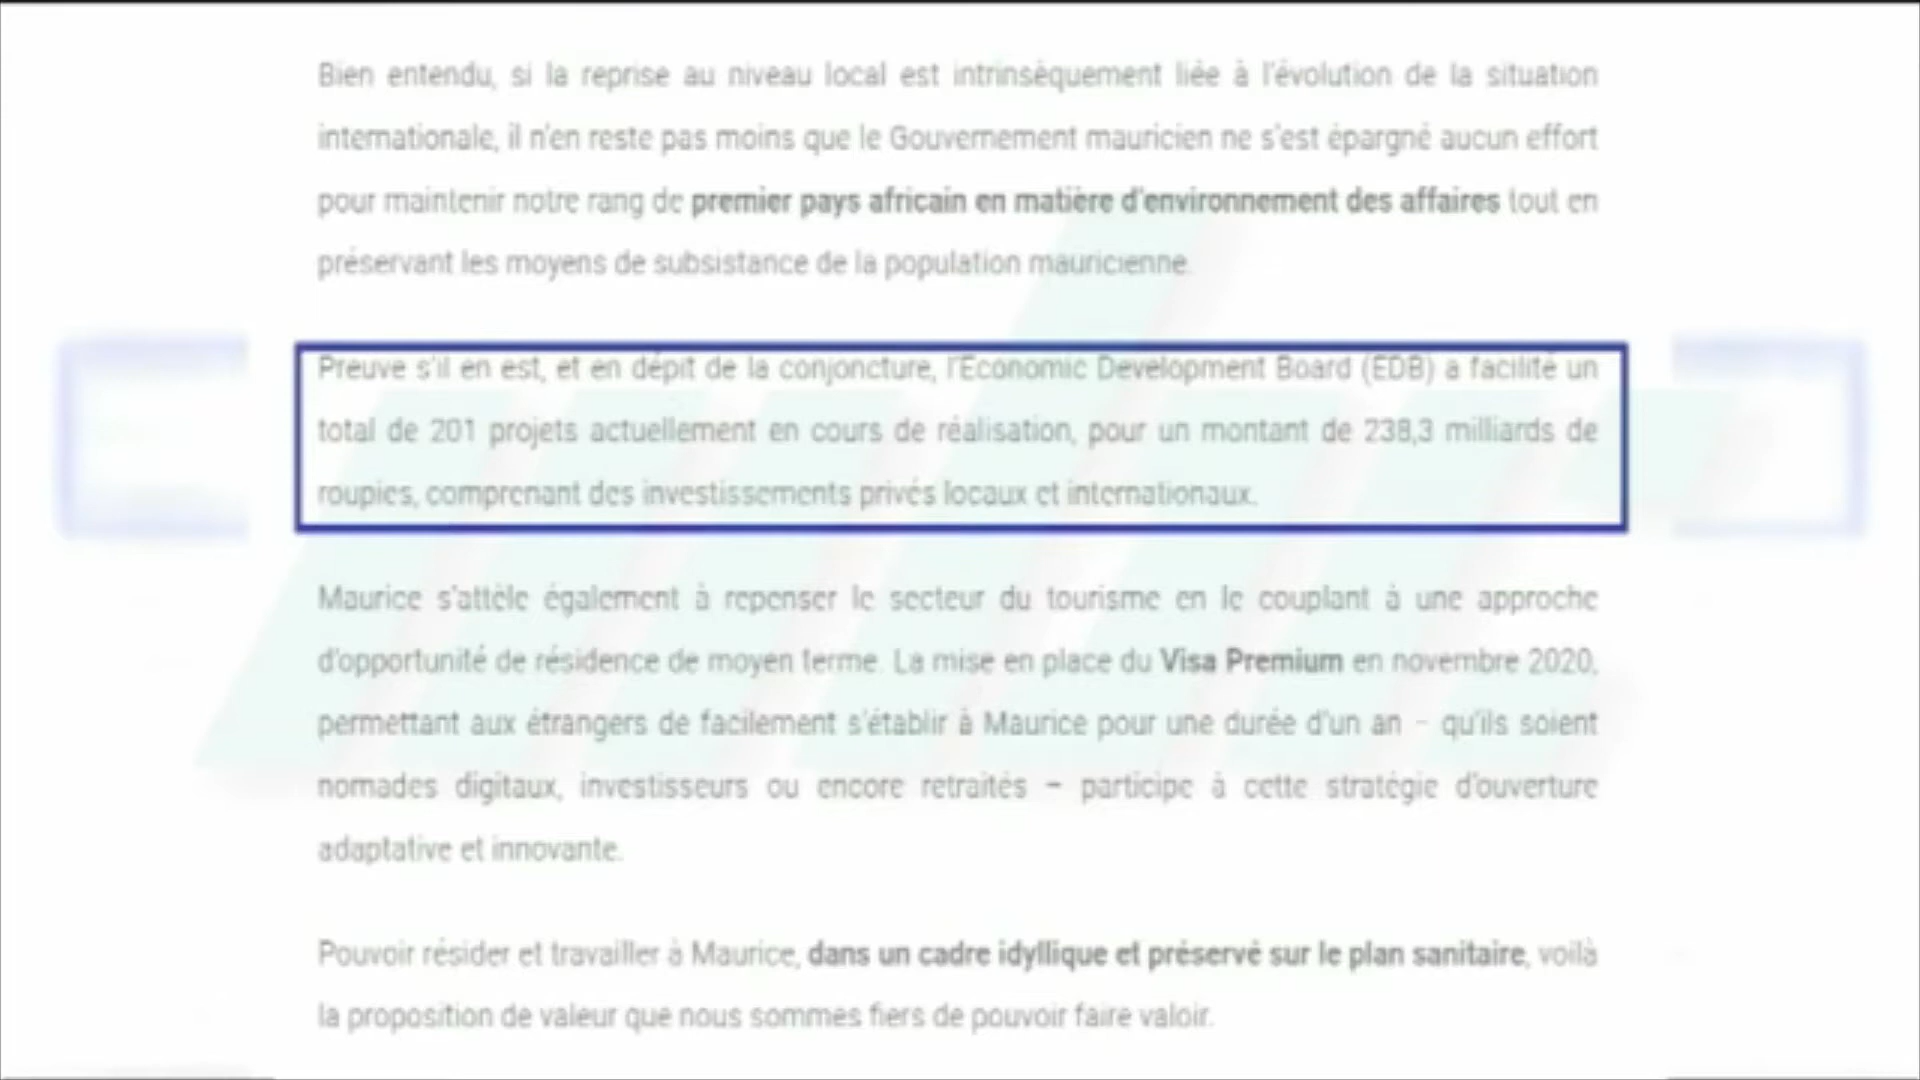 Bien entendu, si la reprise au niveau local est intrinsèquement liée à l'évolution de la situation
internationale, il n'en reste pas moins que le Gouvernement mauricien ne s'est épargné aucun effort
pour maintenir notre rang de premier pays africain en matière d'environnement des affaires tout en
préservant les moyens de subsistance de la population mauricienne.
Preuve s'il en est, et en dépit de la conjoncture, l'Economic Development Board (EDB) a facilité un
total de 201 projets actuellement en cours de réalisation, pour un montant de 238,3 milliards de
roupies, comprenant des investissements privés locaux et internationaux.
Maurice s'attèle également à repenser le secteur du tourisme en le couplant à une approche
d'opportunité de résidence de moyen terme. La mise en place du Visa Premium en novembre 2020,
permettant aux étrangers de facilement s'établir à Maurice pour une durée d'un an – qu'ils soient
nomades digitaux, investisseurs ou encore retraités – participe à cette stratégie d'ouverture
adaptative et innovante.
Pouvoir résider et travailler à Maurice, dans un cadre idyllique et préservé sur le plan sanitaire, voilà
la proposition de valeur que nous sommes fiers de pouvoir faire valoir.